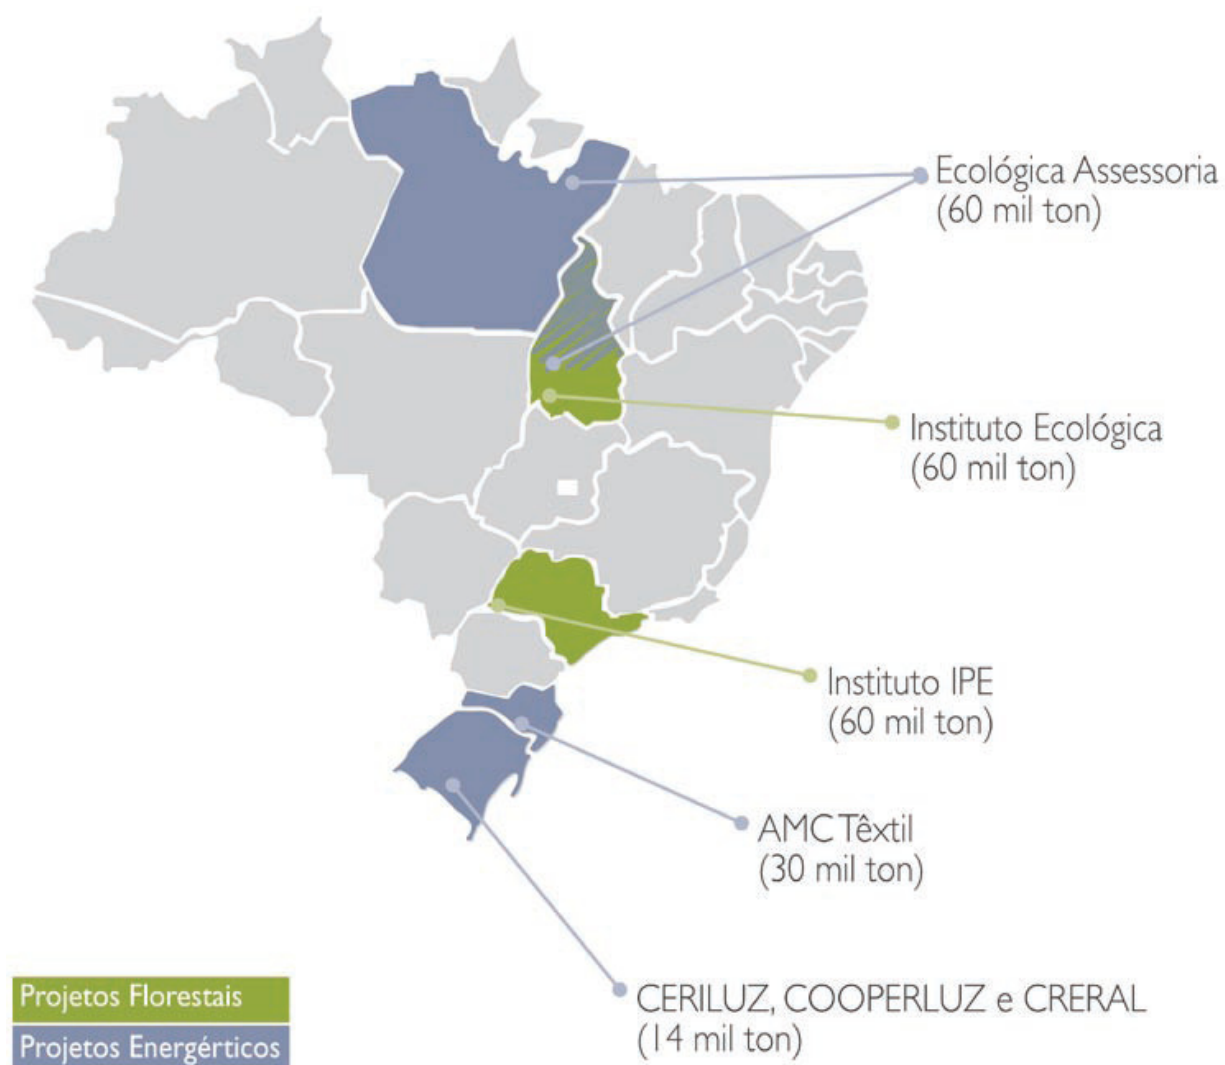 Ecológica Assessoria
(60 mil ton)
Instituto Ecológica
(60 mil ton)
Instituto IPE
(60 mil ton)
AMC Têxtil
(30 mil ton)
CERILUZ, COOPERLUZ e CRERAL
(14 mil ton)
Projetos Florestais
Projetos Energérticos